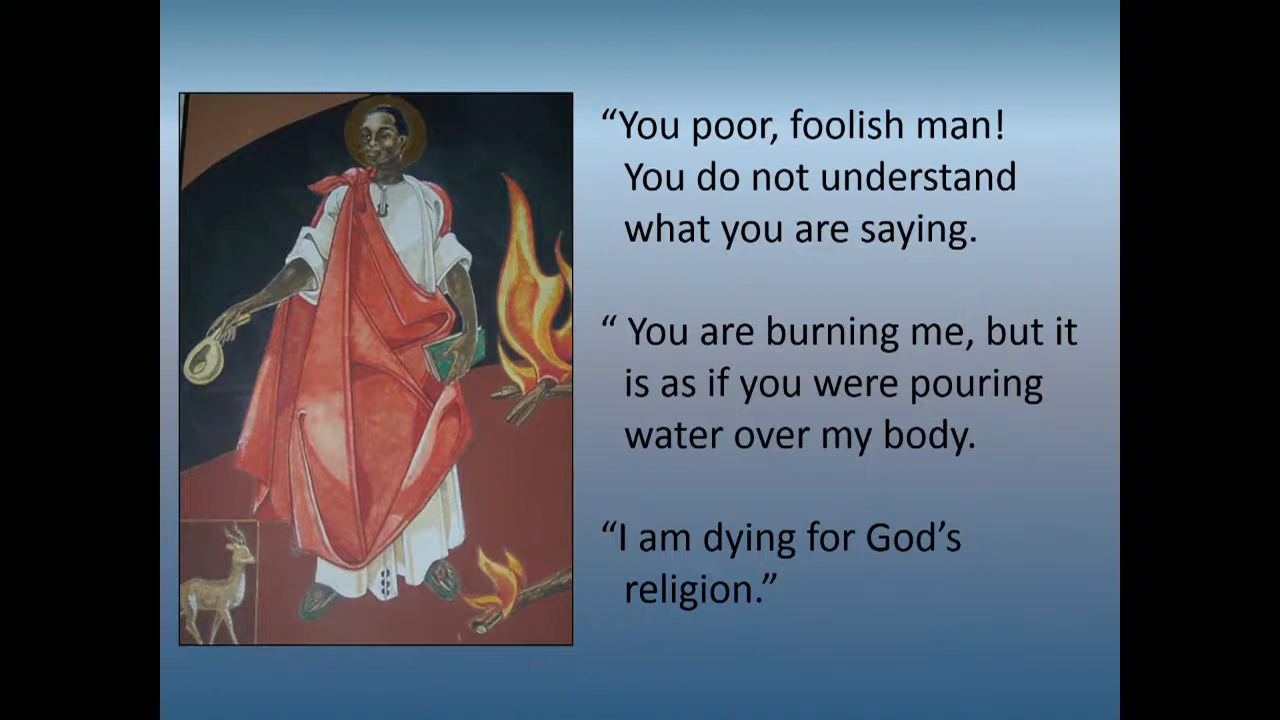 “You poor, foolish man!
You do not understand
what you are saying.
“ You are burning me, but it
is as if you were pouring
water over my body.
“I am dying for God’s
religion.”